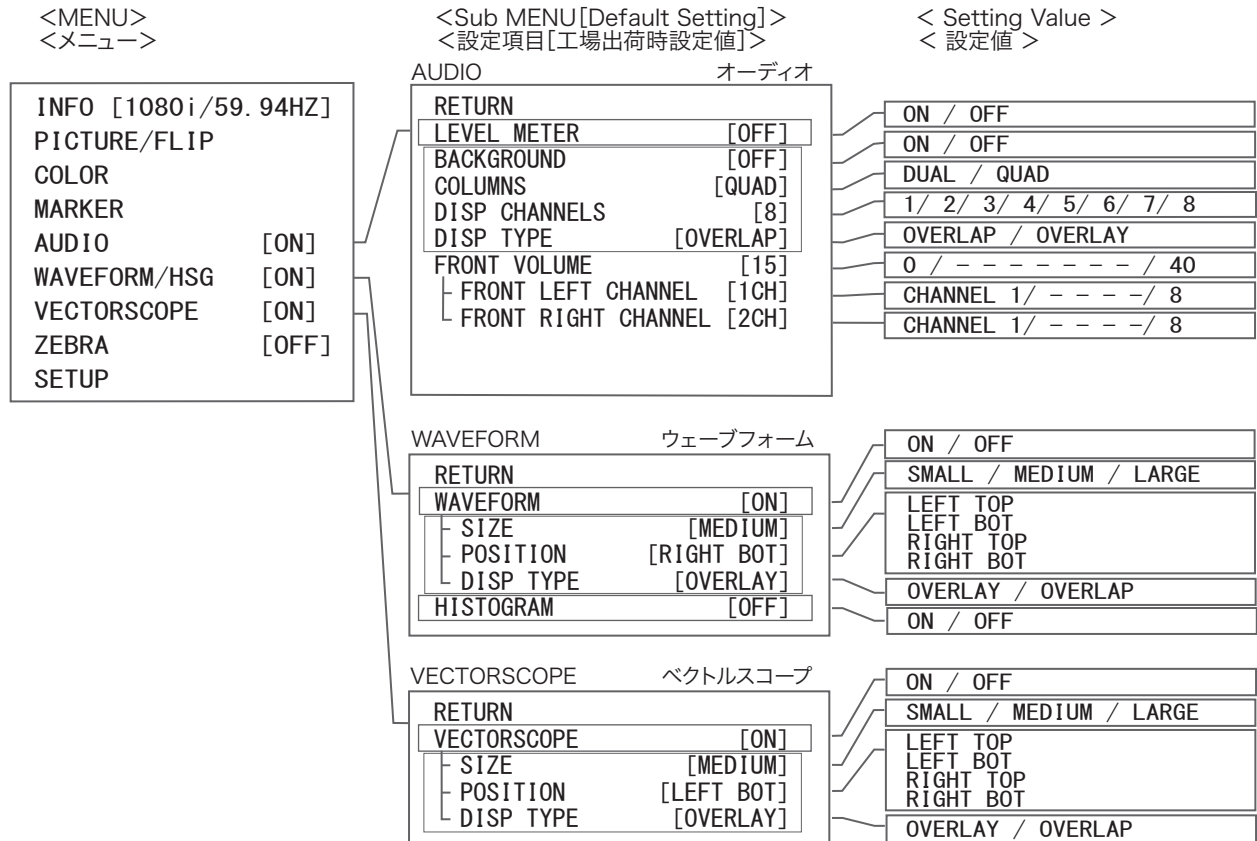 <MENU>
<メニュー>
<Sub MENU[Default Setting]>
<設定項目[工場出荷時設定値]>
< Setting Value >
< 設定値 >
INFO [1080i/59.94HZ]
PICTURE/FLIP
COLOR
MARKER
AUDIO [ON]
WAVEFORM/HSG [ON]
VECTORSCOPE [ON]
ZEBRA [OFF]
SETUP
AUDIO オーディオ
RETURN
LEVEL METER [OFF]
BACKGROUND [OFF]
COLUMNS [QUAD]
DISP CHANNELS [8]
DISP TYPE [OVERLAP]
FRONT VOLUME [15]
FRONT LEFT CHANNEL [1CH]
FRONT RIGHT CHANNEL [2CH]
ON / OFF
ON / OFF
DUAL / QUAD
1/ 2/ 3/ 4/ 5/ 6/ 7/ 8
OVERLAP / OVERLAY
0 / - - - - - - - / 40
CHANNEL 1/ - - - -/ 8
CHANNEL 1/ - - - -/ 8
WAVEFORM ウェーブフォーム
RETURN
WAVEFORM [ON]
SIZE [MEDIUM]
POSITION [RIGHT BOT]
DISP TYPE [OVERLAY]
HISTOGRAM [OFF]
ON / OFF
SMALL / MEDIUM / LARGE
LEFT TOP
LEFT BOT
RIGHT TOP
RIGHT BOT
OVERLAY / OVERLAP
ON / OFF
VECTORSCOPE ベクトルスコープ
RETURN
VECTORSCOPE [ON]
SIZE [MEDIUM]
POSITION [LEFT BOT]
DISP TYPE [OVERLAY]
ON / OFF
SMALL / MEDIUM / LARGE
LEFT TOP
LEFT BOT
RIGHT TOP
RIGHT BOT
OVERLAY / OVERLAP